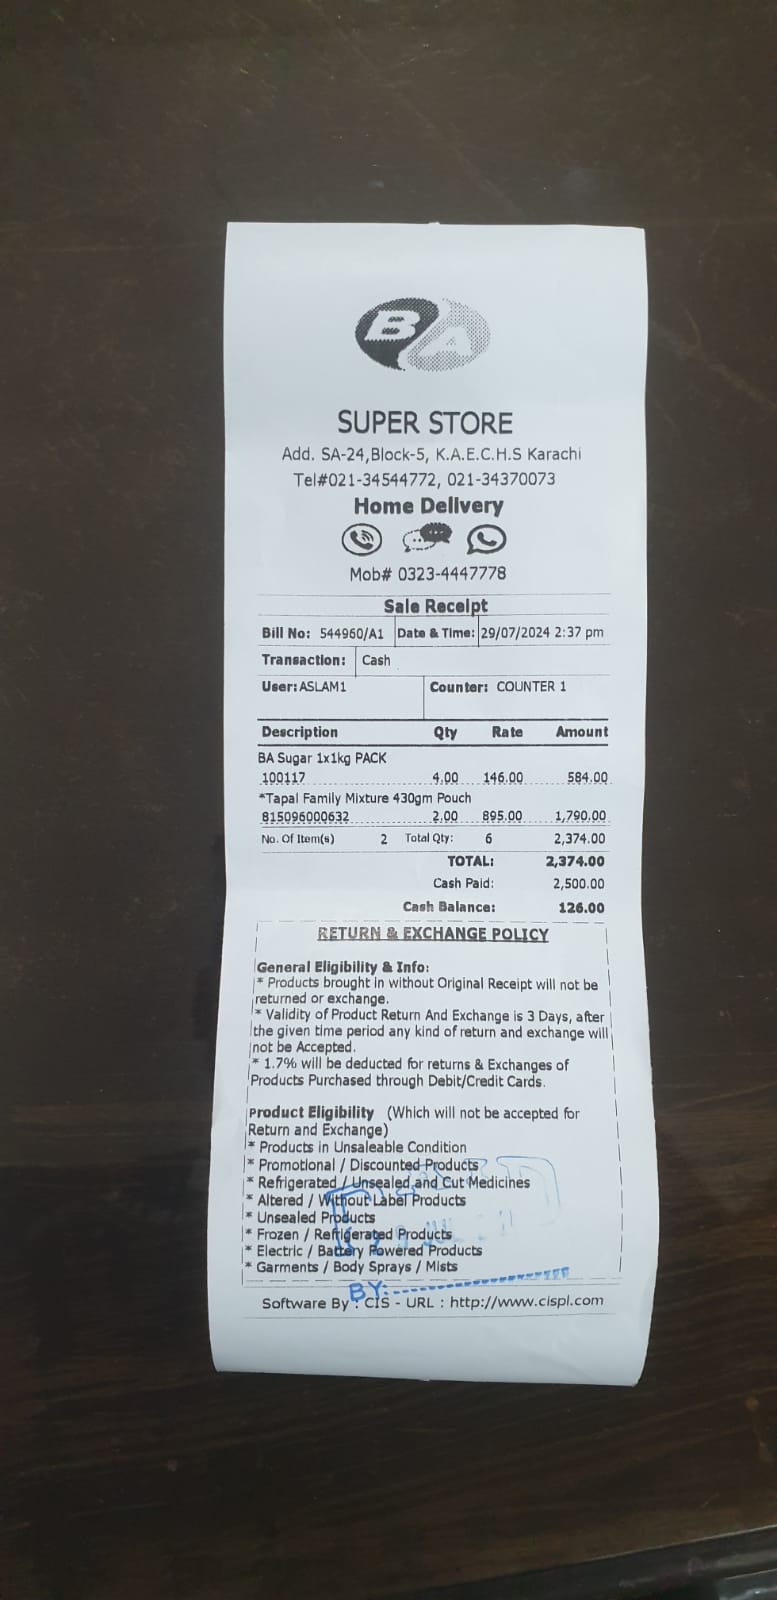 BA
SUPER STORE
Add. SA-24,Block-5, K.A.E.C.H.S Karachi
Tel#021-34544772, 021-34370073
Home Delivery
Mob# 0323-4447778
Sale Receipt
Bill No: 544960/A1 Date & Time: 29/07/2024 2:37 pm
Transaction: Cash
User: ASLAM1 Counter: COUNTER 1
Description Qty Rate Amount
BA Sugar 1x1kg PACK
100117 4.00 146.00 584.00
*Tapal Family Mixture 430gm Pouch
815096000632 2.00 895.00 1,790.00
No. Of Item(s) 2 Total Qty: 6 2,374.00
TOTAL: 2,374.00
Cash Paid: 2,500.00
Cash Balance: 126.00
RETURN & EXCHANGE POLICY
General Eligibility & Info:
* Products brought in without Original Receipt will not be
returned or exchange.
* Validity of Product Return And Exchange is 3 Days, after
the given time period any kind of return and exchange will
not be Accepted.
* 1.7% will be deducted for returns & Exchanges of
Products Purchased through Debit/Credit Cards.
Product Eligibility (Which will not be accepted for
Return and Exchange)
* Products in Unsaleable Condition
* Promotional / Discounted Products
* Refrigerated / Unsealed and Cut Medicines
* Altered / Without Label Products
* Unsealed Products
* Frozen / Refrigerated Products
* Electric / Battery Powered Products
* Garments / Body Sprays / Mists
BY:
Software By : CIS - URL : http://www.cispl.com